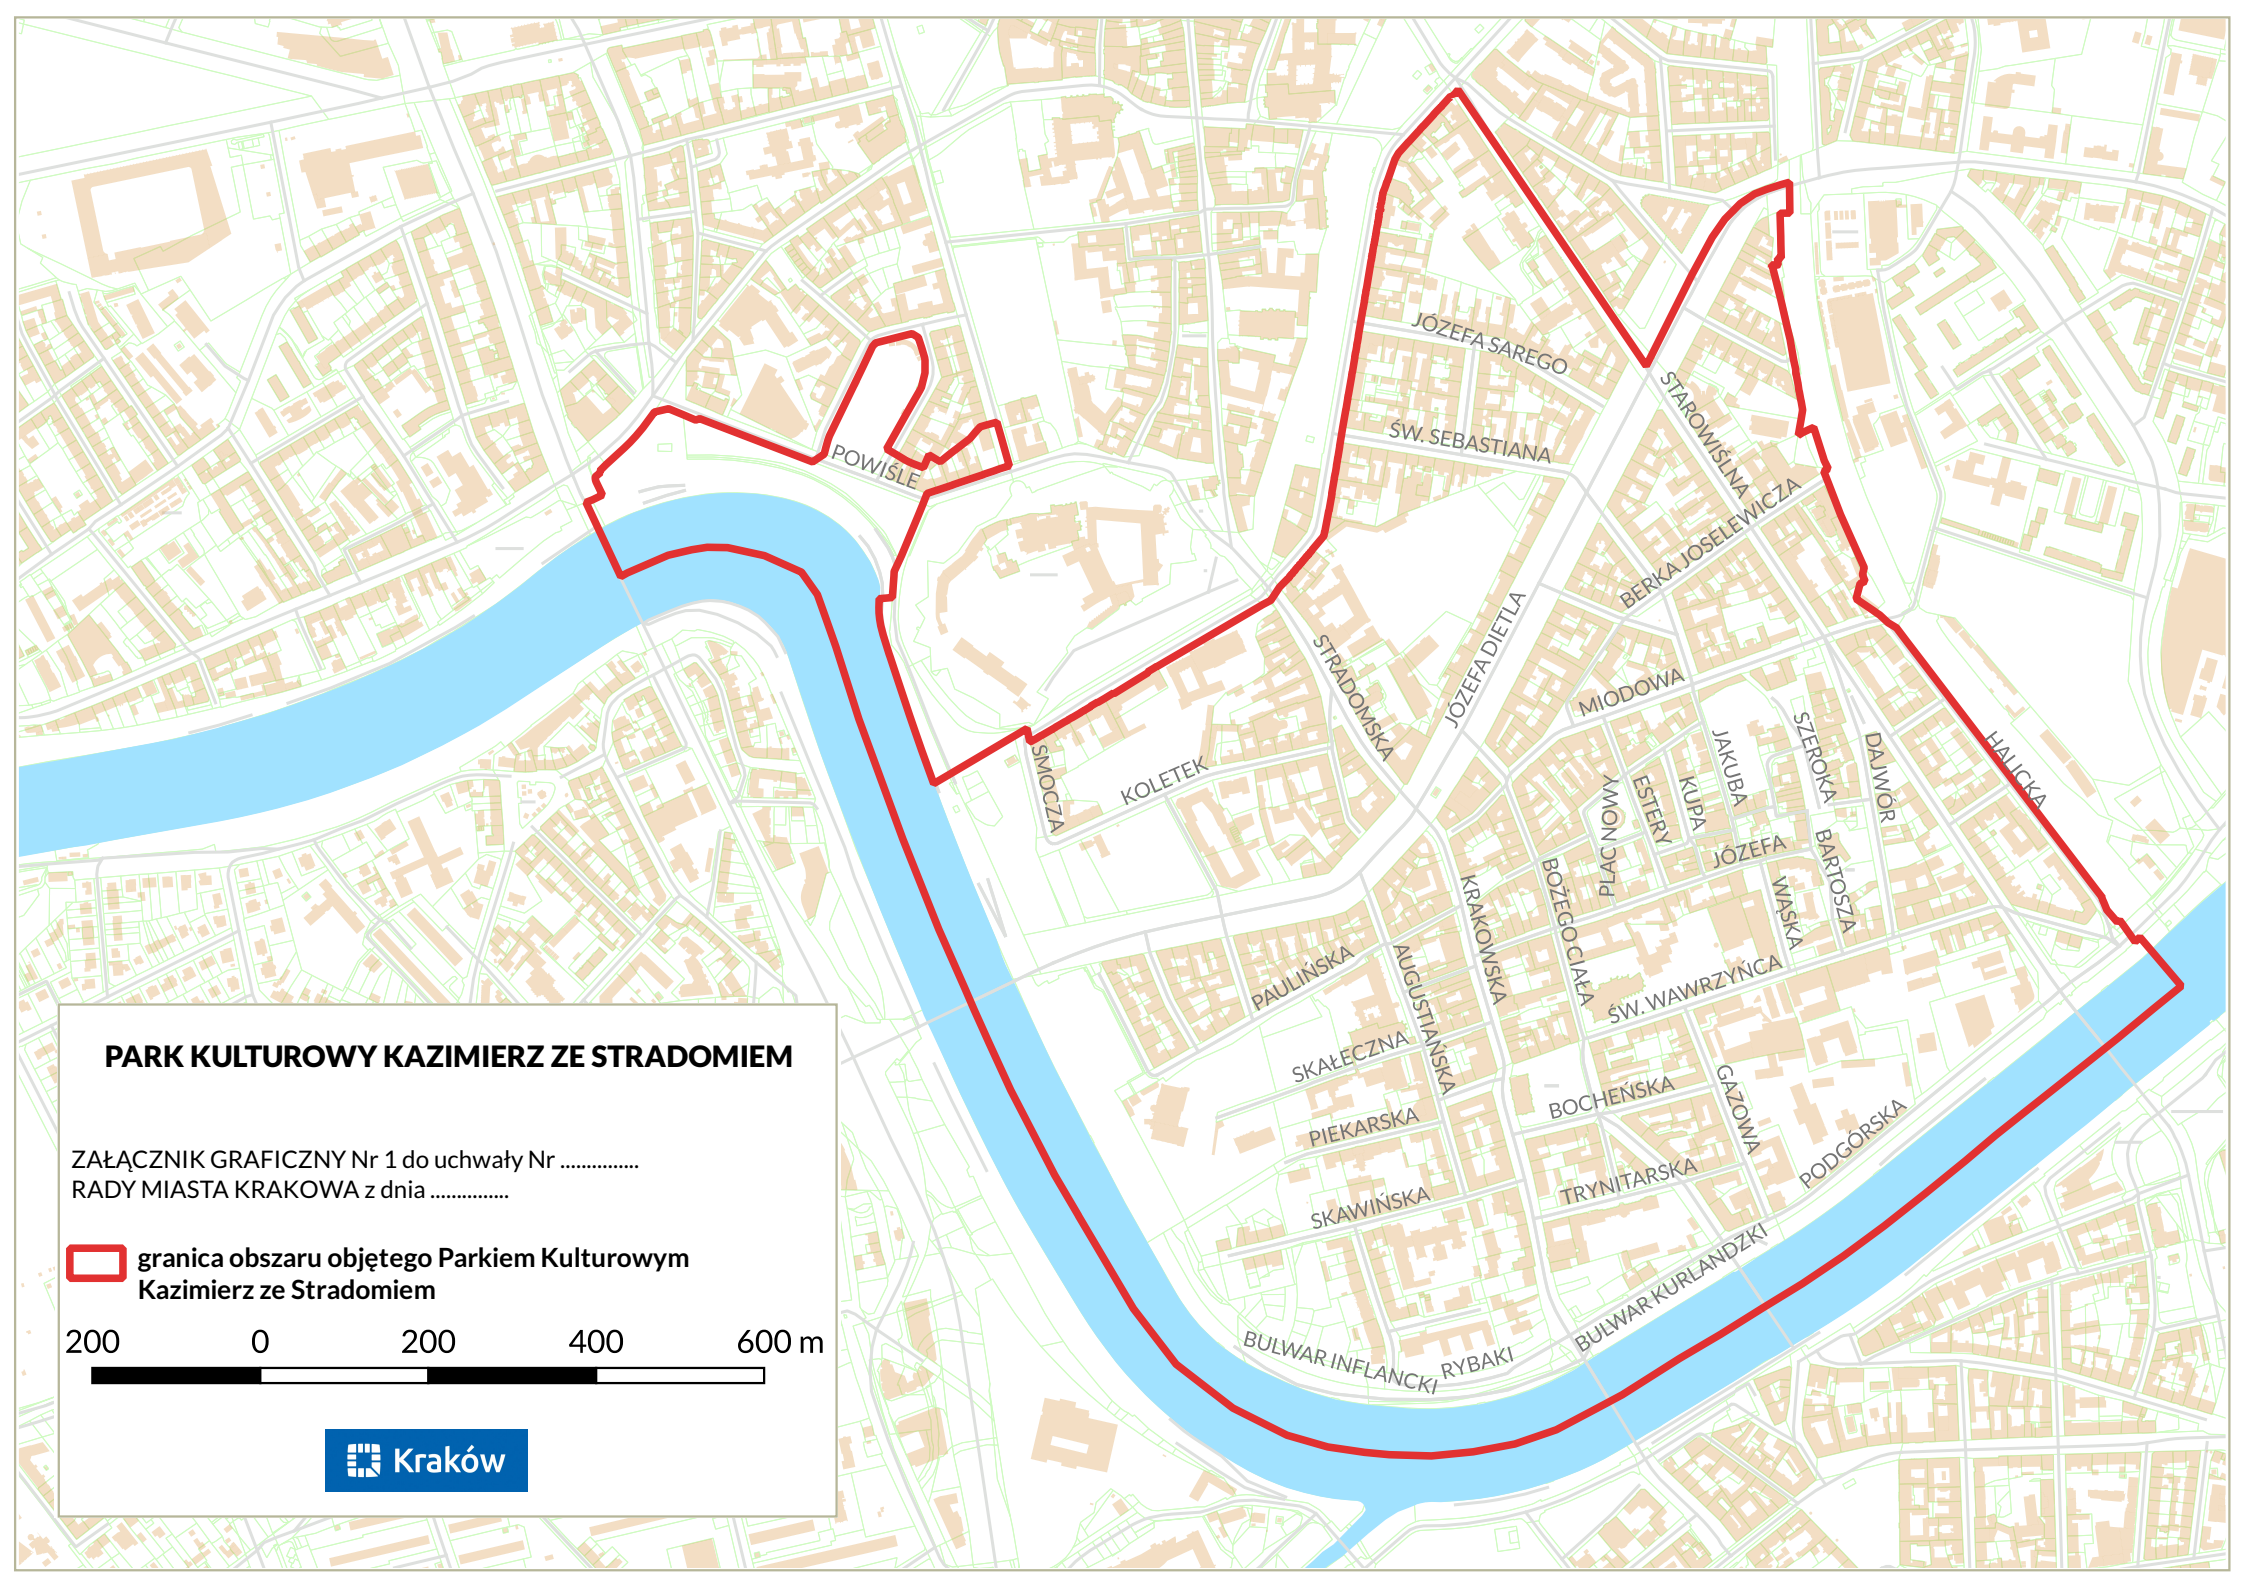 JÓZEFA SAREGO
STAROWIŚLNA
ŚW. SEBASTIANA
POWIŚLE
BERKA JOSELEWICZA
JÓZEFA DIETLA
STRADOMSKA
MIODOWA
SMOCZA
KOLETEK
PLAC NOWY
ESTERY
KUPA
JAKUBA
SZEROKA
DAJWÓR
HALICKA
JÓZEFA
BARTOSZA
WĄSKA
BOŻEGO CIAŁA
KRAKOWSKA
AUGUSTIAŃSKA
PAULIŃSKA
ŚW. WAWRZYŃCA
SKAŁECZNA
BOCHEŃSKA
GAZOWA
PIEKARSKA
PODGÓRSKA
TRYNITARSKA
SKAWIŃSKA
BULWAR KURLANDZKI
BULWAR INFLANCKI
RYBAKI
PARK KULTUROWY KAZIMIERZ ZE STRADOMIEM
ZAŁĄCZNIK GRAFICZNY Nr 1 do uchwały Nr ...............
RADY MIASTA KRAKOWA z dnia ...............
granica obszaru objętego Parkiem Kulturowym
Kazimierz ze Stradomiem
200 0 200 400 600 m
Kraków